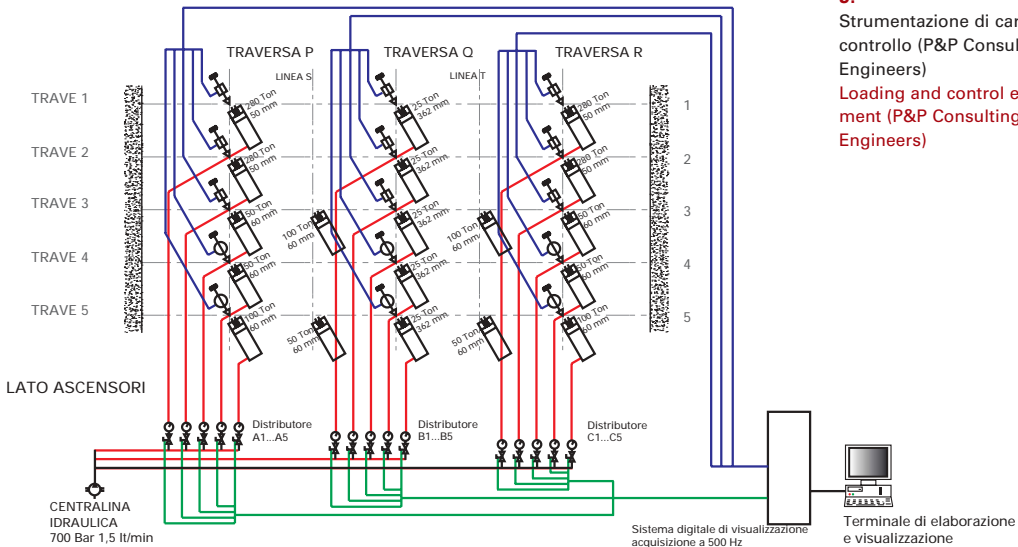 3.
Strumentazione di car
controllo (P&P Consul
Engineers)
Loading and control e
ment (P&P Consulting
Engineers)
TRAVERSA P
TRAVERSA Q
TRAVERSA R
LINEA S
LINEA T
TRAVE 1
280 Ton
50 mm
25 Ton
362 mm
280 Ton
50 mm
1
TRAVE 2
280 Ton
50 mm
25 Ton
362 mm
280 Ton
50 mm
2
TRAVE 3
50 Ton
60 mm
100 Ton
60 mm
25 Ton
362 mm
100 Ton
60 mm
50 Ton
60 mm
3
TRAVE 4
50 Ton
60 mm
25 Ton
362 mm
50 Ton
60 mm
4
TRAVE 5
100 Ton
60 mm
50 Ton
60 mm
25 Ton
362 mm
50 Ton
60 mm
100 Ton
60 mm
5
LATO ASCENSORI
Distributore
A1...A5
Distributore
B1...B5
Distributore
C1...C5
CENTRALINA
IDRAULICA
700 Bar 1,5 lt/min
Sistema digitale di visualizzazione
acquisizione a 500 Hz
Terminale di elaborazione
e visualizzazione